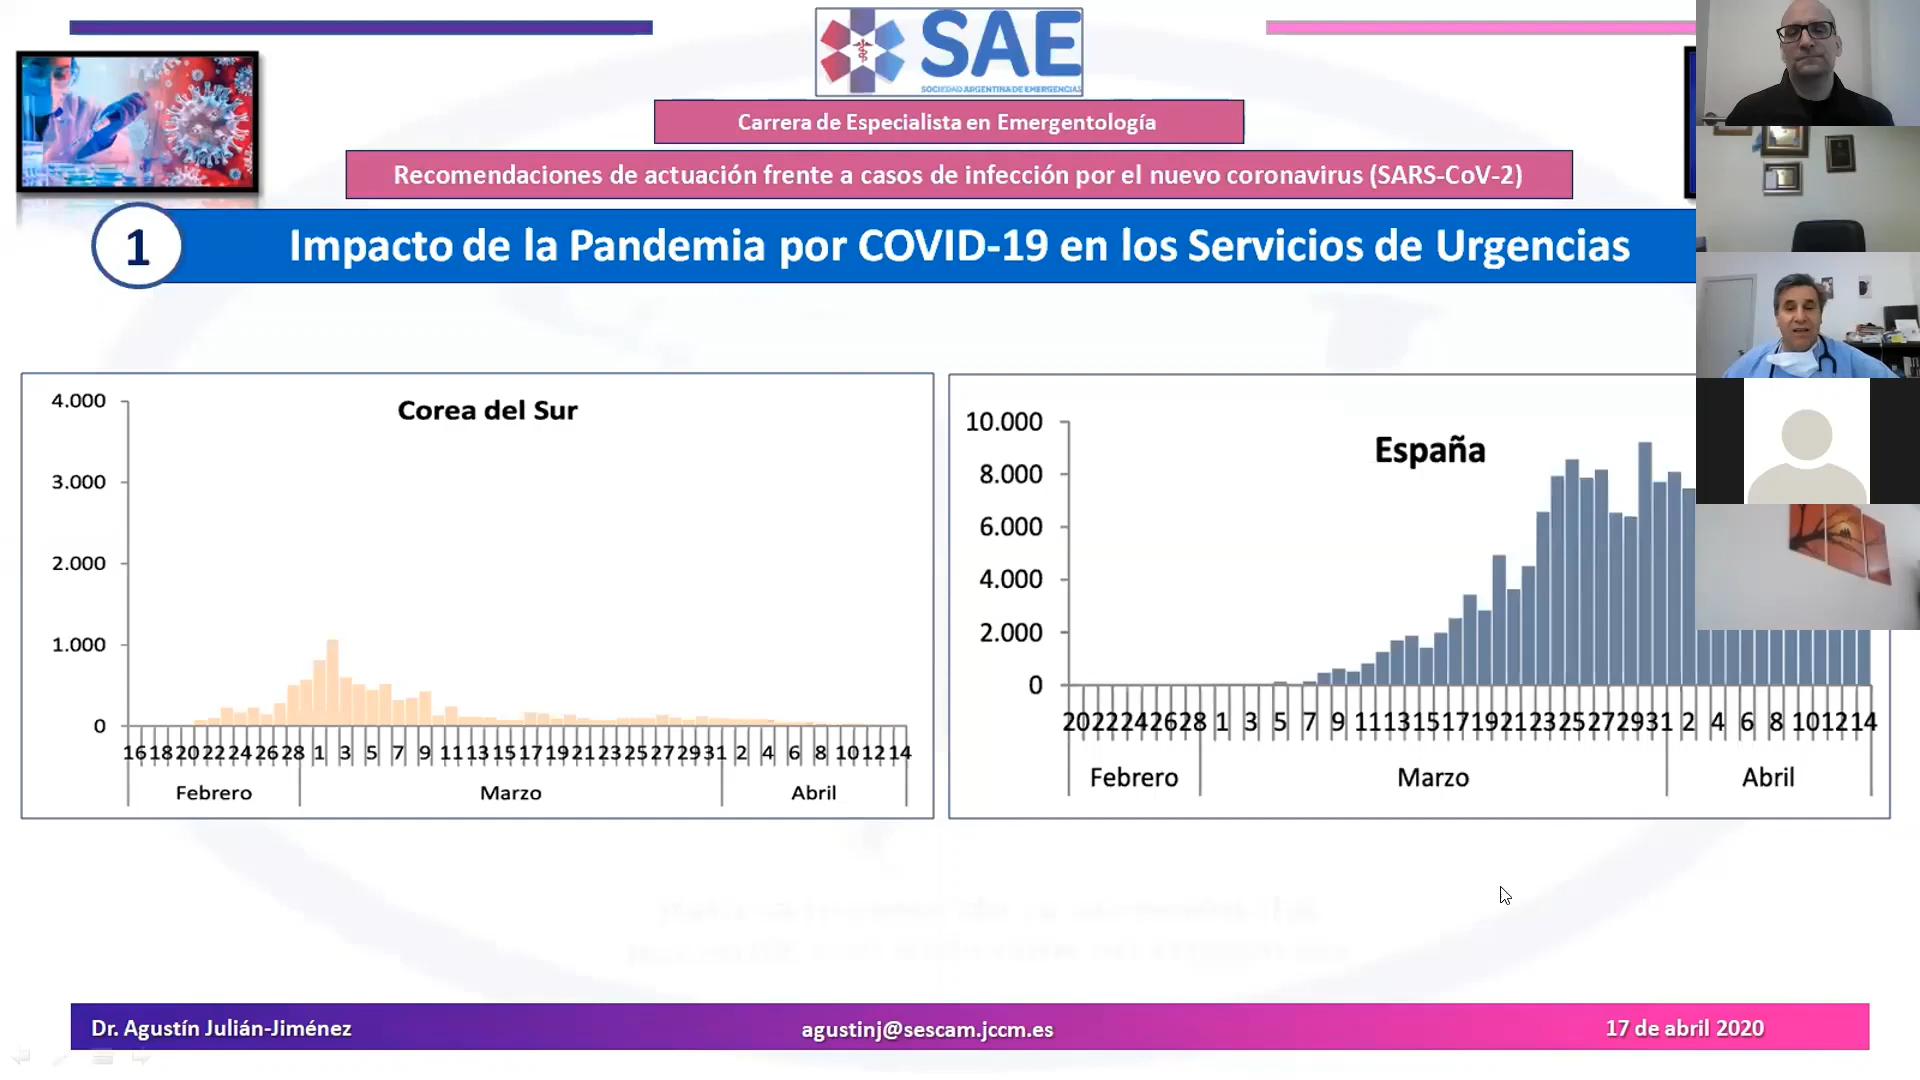 SAE
SOCIEDAD ARGENTINA DE EMERGENCIAS
Carrera de Especialista en Emergentología
Recomendaciones de actuación frente a casos de infección por el nuevo coronavirus (SARS-CoV-2)
1 Impacto de la Pandemia por COVID-19 en los Servicios de Urgencias
Corea del Sur
4.000
3.000
2.000
1.000
0
16 18 20 22 24 26 28 1 3 5 7 9 11 13 15 17 19 21 23 25 27 29 31 2 4 6 8 10 12 14
Febrero Marzo Abril
España
10.000
8.000
6.000
4.000
2.000
0
20 22 24 26 28 1 3 5 7 9 11 13 15 17 19 21 23 25 27 29 31 2 4 6 8 10 12 14
Febrero Marzo Abril
Dr. Agustín Julián-Jiménez agustinj@sescam.jccm.es 17 de abril 2020